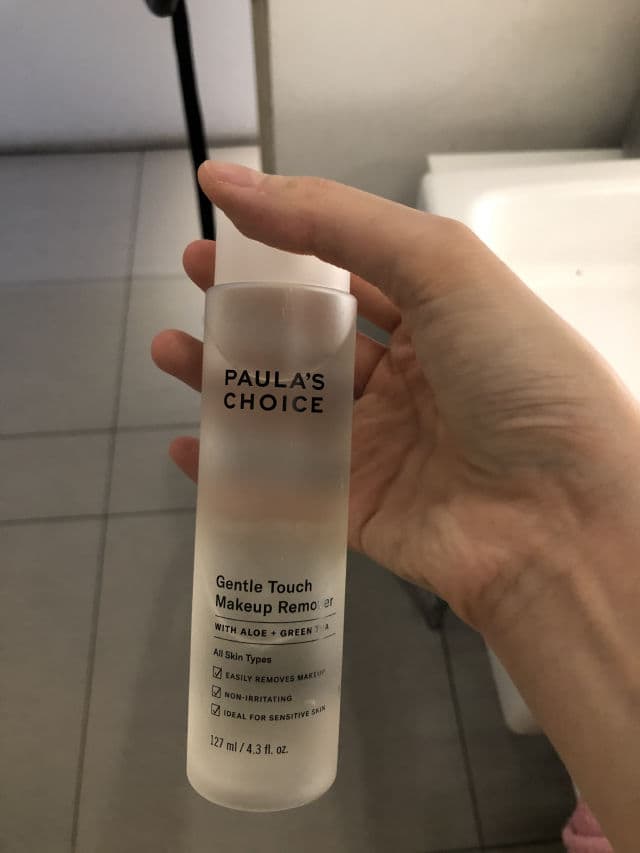 PAULA'S
CHOICE
Gentle Touch
Makeup Remover
WITH ALOE + GREEN TEA
All Skin Types
EASILY REMOVES MAKEUP
NON-IRRITATING
IDEAL FOR SENSITIVE SKIN
127 ml / 4.3 fl. oz.